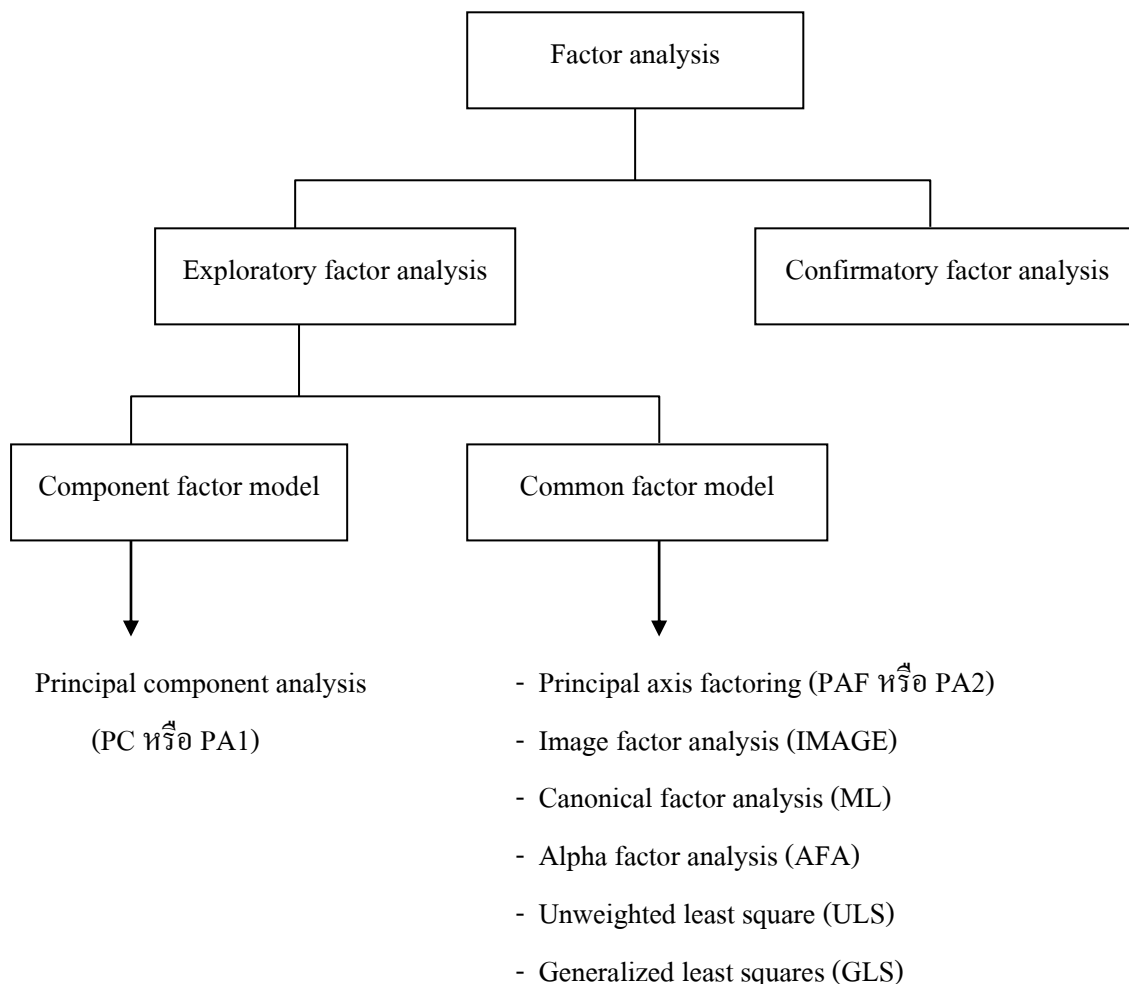 Factor analysis
Exploratory factor analysis
Confirmatory factor analysis
Component factor model
Common factor model
Principal component analysis
(PC หรือ PA1)
- Principal axis factoring (PAF หรือ PA2)
- Image factor analysis (IMAGE)
- Canonical factor analysis (ML)
- Alpha factor analysis (AFA)
- Unweighted least square (ULS)
- Generalized least squares (GLS)